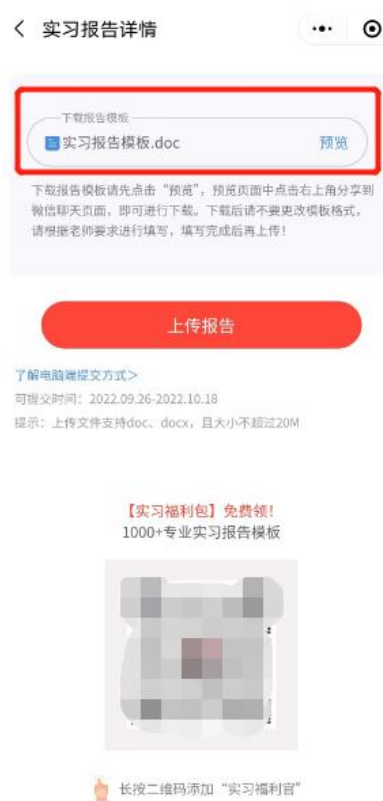 实习报告详情
下载报告模板
实习报告模板.doc 预览
下载报告模板请先点击“预览”，预览页面中点击右上角分享到
微信聊天页面，即可进行下载。下载后请不要更改模板格式，
请根据老师要求进行填写，填写完成后再上传！
上传报告
了解电脑端提交方式>
可提交时间：2022.09.26-2022.10.18
提示：上传文件支持doc、docx，且大小不超过20M
【实习福利包】免费领！
1000+专业实习报告模板
长按二维码添加“实习福利官”